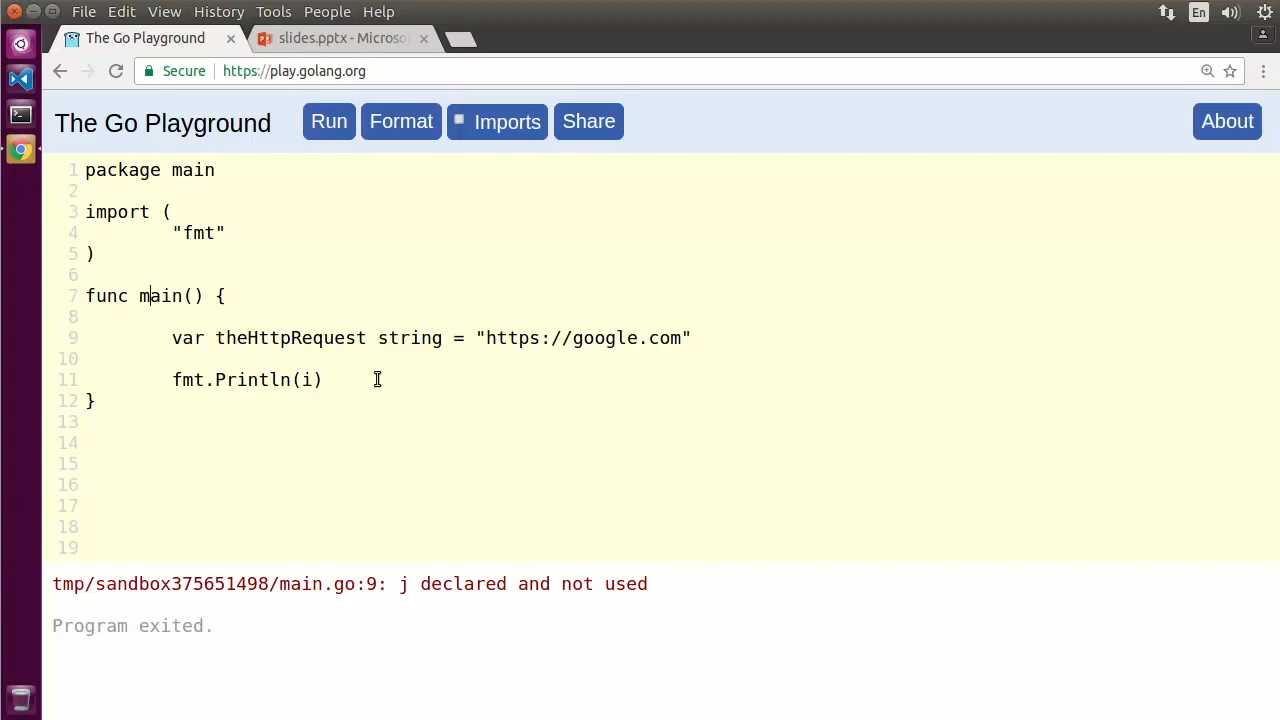 File Edit View History Tools People Help
En
The Go Playground
slides.pptx - Microso
Secure https://play.golang.org
The Go Playground Run Format Imports Share About
1 package main
2
3 import (
4 "fmt"
5 )
6
7 func main() {
8
9 var theHttpRequest string = "https://google.com"
10
11 fmt.Println(i)
12 }
13
14
15
16
17
18
19
tmp/sandbox375651498/main.go:9: j declared and not used
Program exited.